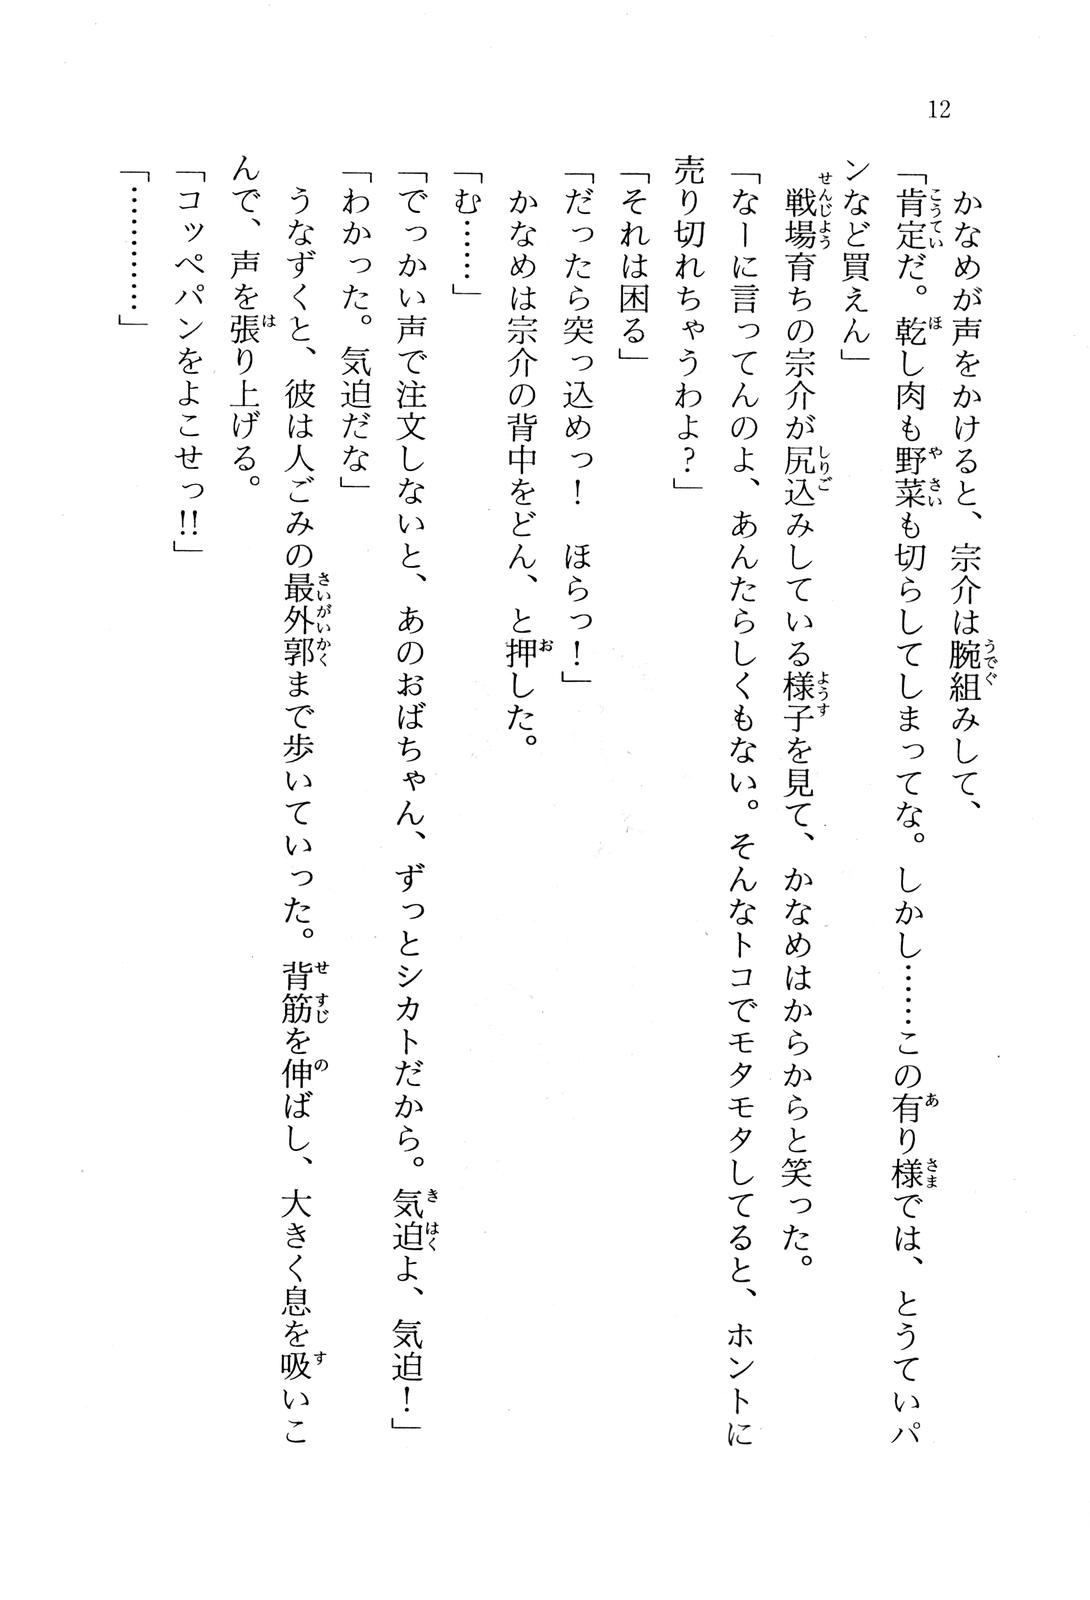 12
かなめが声をかけると、宗介は腕組みして、
「肯定だ。乾し肉も野菜も切らしてしまってな。しかし……この有り様では、とうていパ
ンなど買えん」
戦場育ちの宗介が尻込みしている様子を見て、かなめはからからと笑った。
「なーに言ってんのよ、あんたらしくもない。そんなトコでモタモタしてると、ホントに
売り切れちゃうわよ？」
「それは困る」
「だったら突っ込めっ！　ほらっ！」
かなめは宗介の背中をどん、と押した。
「む……」
「でっかい声で注文しないと、あのおばちゃん、ずっとシカトだから。気迫よ、気迫！」
「わかった。気迫だな」
うなずくと、彼は人ごみの最外郭まで歩いていった。背筋を伸ばし、大きく息を吸いこ
んで、声を張り上げる。
「コッペパンをよこせっ!!」
「…………」